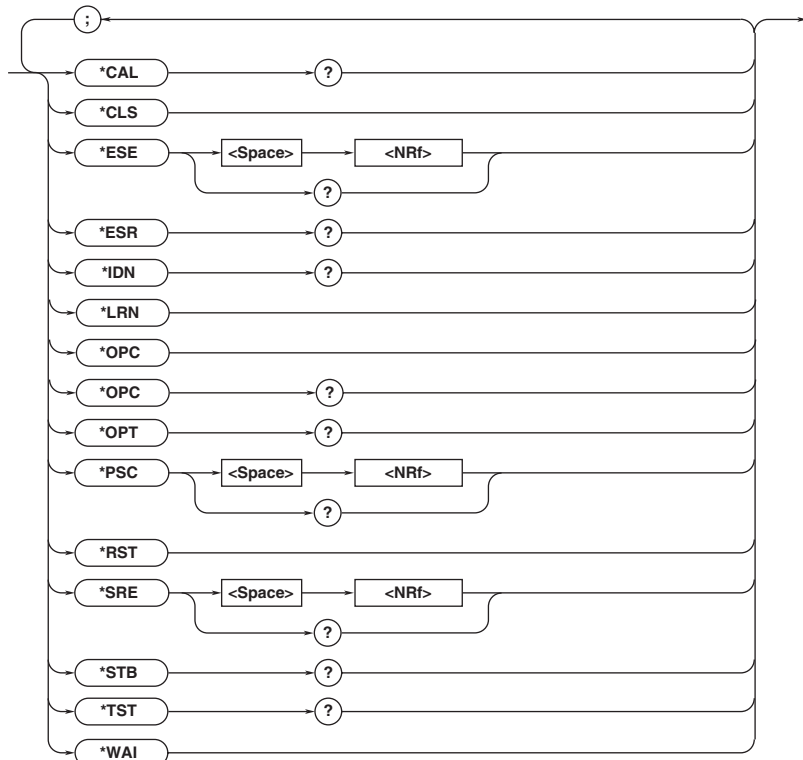 ;
*CAL ?
*CLS
*ESE <Space> <NRf>
?
*ESR ?
*IDN ?
*LRN
*OPC
*OPC ?
*OPT ?
*PSC <Space> <NRf>
?
*RST
*SRE <Space> <NRf>
?
*STB ?
*TST ?
*WAI